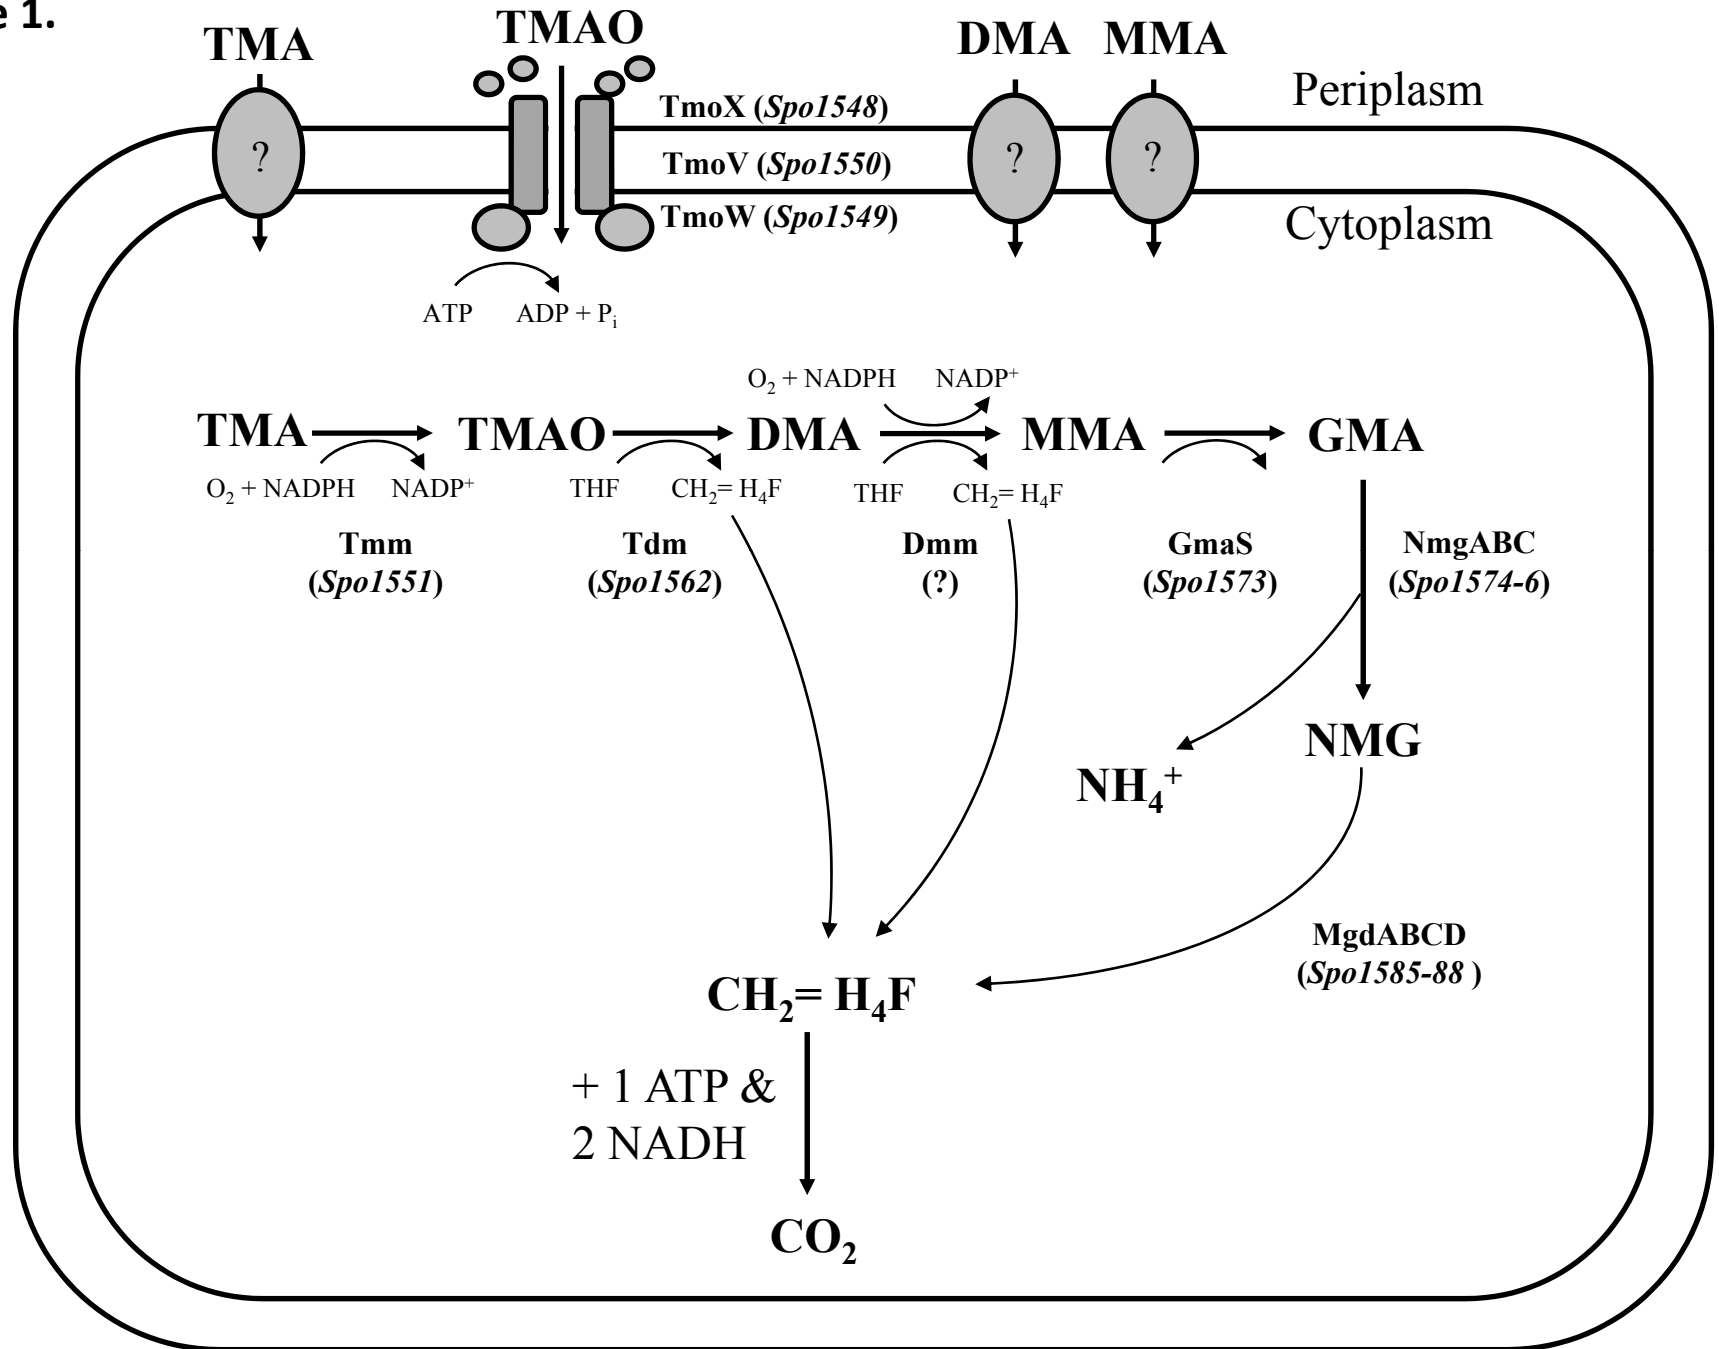 e 1.
TMA
TMAO
DMA MMA
Periplasm
TmoX (Spo1548)
? ? ?
TmoV (Spo1550)
TmoW (Spo1549)
Cytoplasm
ATP ADP + Pi
O2 + NADPH NADP+
TMA TMAO DMA MMA GMA
O2 + NADPH NADP+ THF CH2= H4F THF CH2= H4F
Tmm Tdm Dmm GmaS NmgABC
(Spo1551) (Spo1562) (?) (Spo1573) (Spo1574-6)
NMG
NH4+
MgdABCD
(Spo1585-88 )
CH2= H4F
+ 1 ATP &
2 NADH
CO2